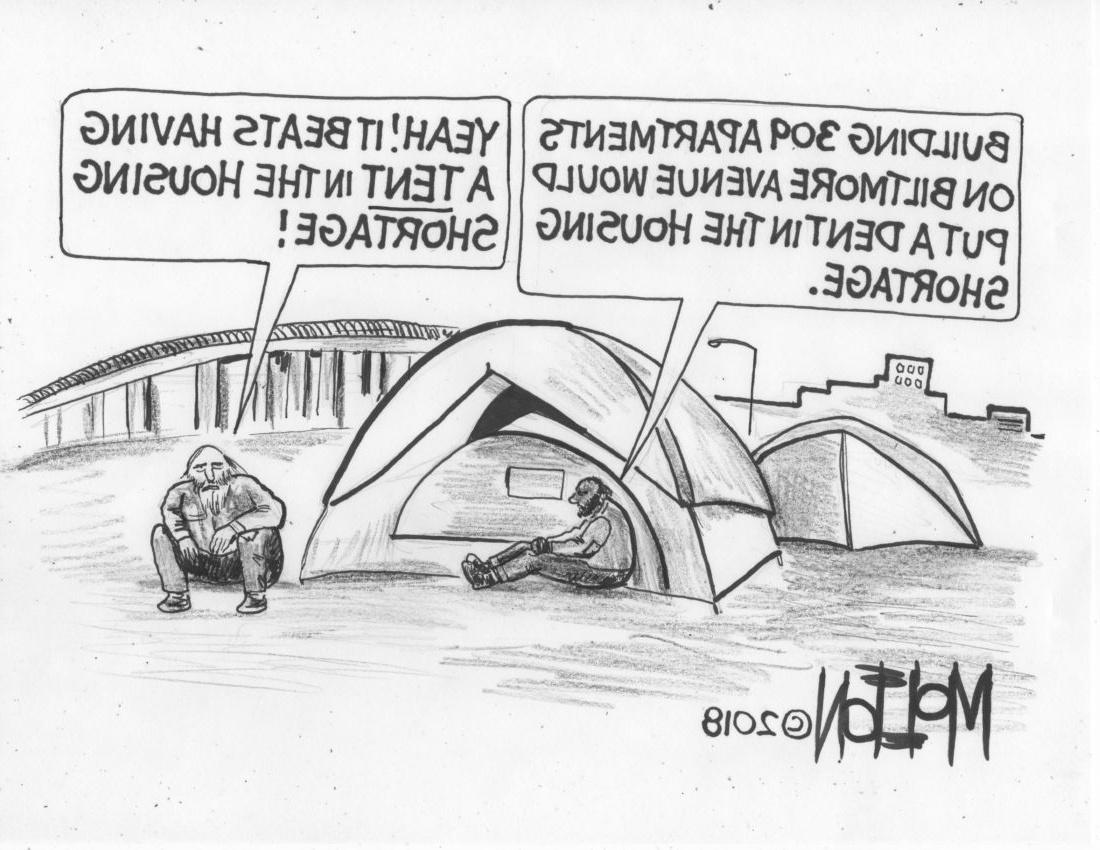 BUILDING 309 APARTMENTS
ON BILTMORE AVENUE WOULD
PUT A DENT IN THE HOUSING
SHORTAGE.
YEAH! IT BEATS HAVING
A TENT IN THE HOUSING
SHORTAGE!
MOLTON
©2018